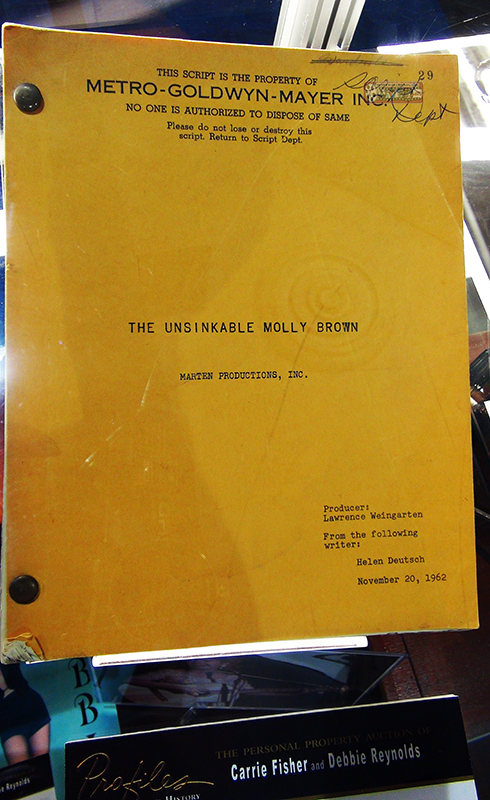 THIS SCRIPT IS THE PROPERTY OF
29
METRO-GOLDWYN-MAYER INC.
Dept
NO ONE IS AUTHORIZED TO DISPOSE OF SAME
Please do not lose or destroy this
script. Return to Script Dept.
THE UNSINKABLE MOLLY BROWN
MARTEN PRODUCTIONS, INC.
Producer:
Lawrence Weingarten
From the following
writer:
Helen Deutsch
November 20, 1962
B
B
Reynolds
THE PERSONAL PROPERTY AUCTION OF
Carrie Fisher and Debbie Reynolds
Profiles
HISTORY